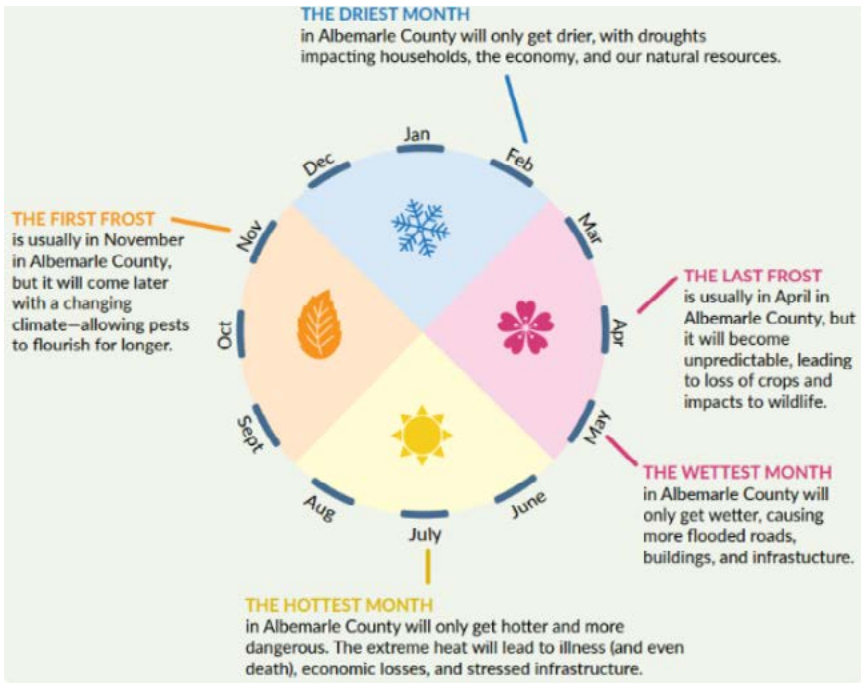 THE DRIEST MONTH
in Albemarle County will only get drier, with droughts
impacting households, the economy, and our natural resources.
Jan
Feb
Mar
Apr
May
June
July
Aug
Sept
Oct
Nov
Dec
THE FIRST FROST
is usually in November
in Albemarle County,
but it will come later
with a changing
climate—allowing pests
to flourish for longer.
THE LAST FROST
is usually in April in
Albemarle County, but
it will become
unpredictable, leading
to loss of crops and
impacts to wildlife.
THE WETTEST MONTH
in Albemarle County will
only get wetter, causing
more flooded roads,
buildings, and infrastucture.
THE HOTTEST MONTH
in Albemarle County will only get hotter and more
dangerous. The extreme heat will lead to illness (and even
death), economic losses, and stressed infrastructure.